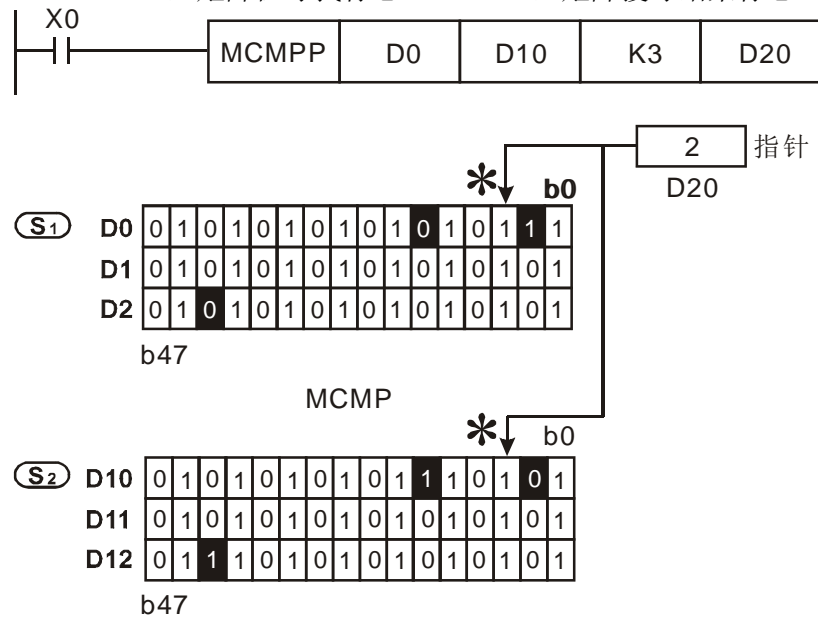 X0
MCMPP D0 D10 K3 D20
2 指针
D20
* b0
S1 D0 0 1 0 1 0 1 0 1 0 1 0 1 0 1 1 1
D1 0 1 0 1 0 1 0 1 0 1 0 1 0 1 0 1
D2 0 1 0 1 0 1 0 1 0 1 0 1 0 1 0 1
b47
MCMP
* b0
S2 D10 0 1 0 1 0 1 0 1 0 1 1 1 0 1 0 1
D11 0 1 0 1 0 1 0 1 0 1 0 1 0 1 0 1
D12 0 1 1 1 0 1 0 1 0 1 0 1 0 1 0 1
b47